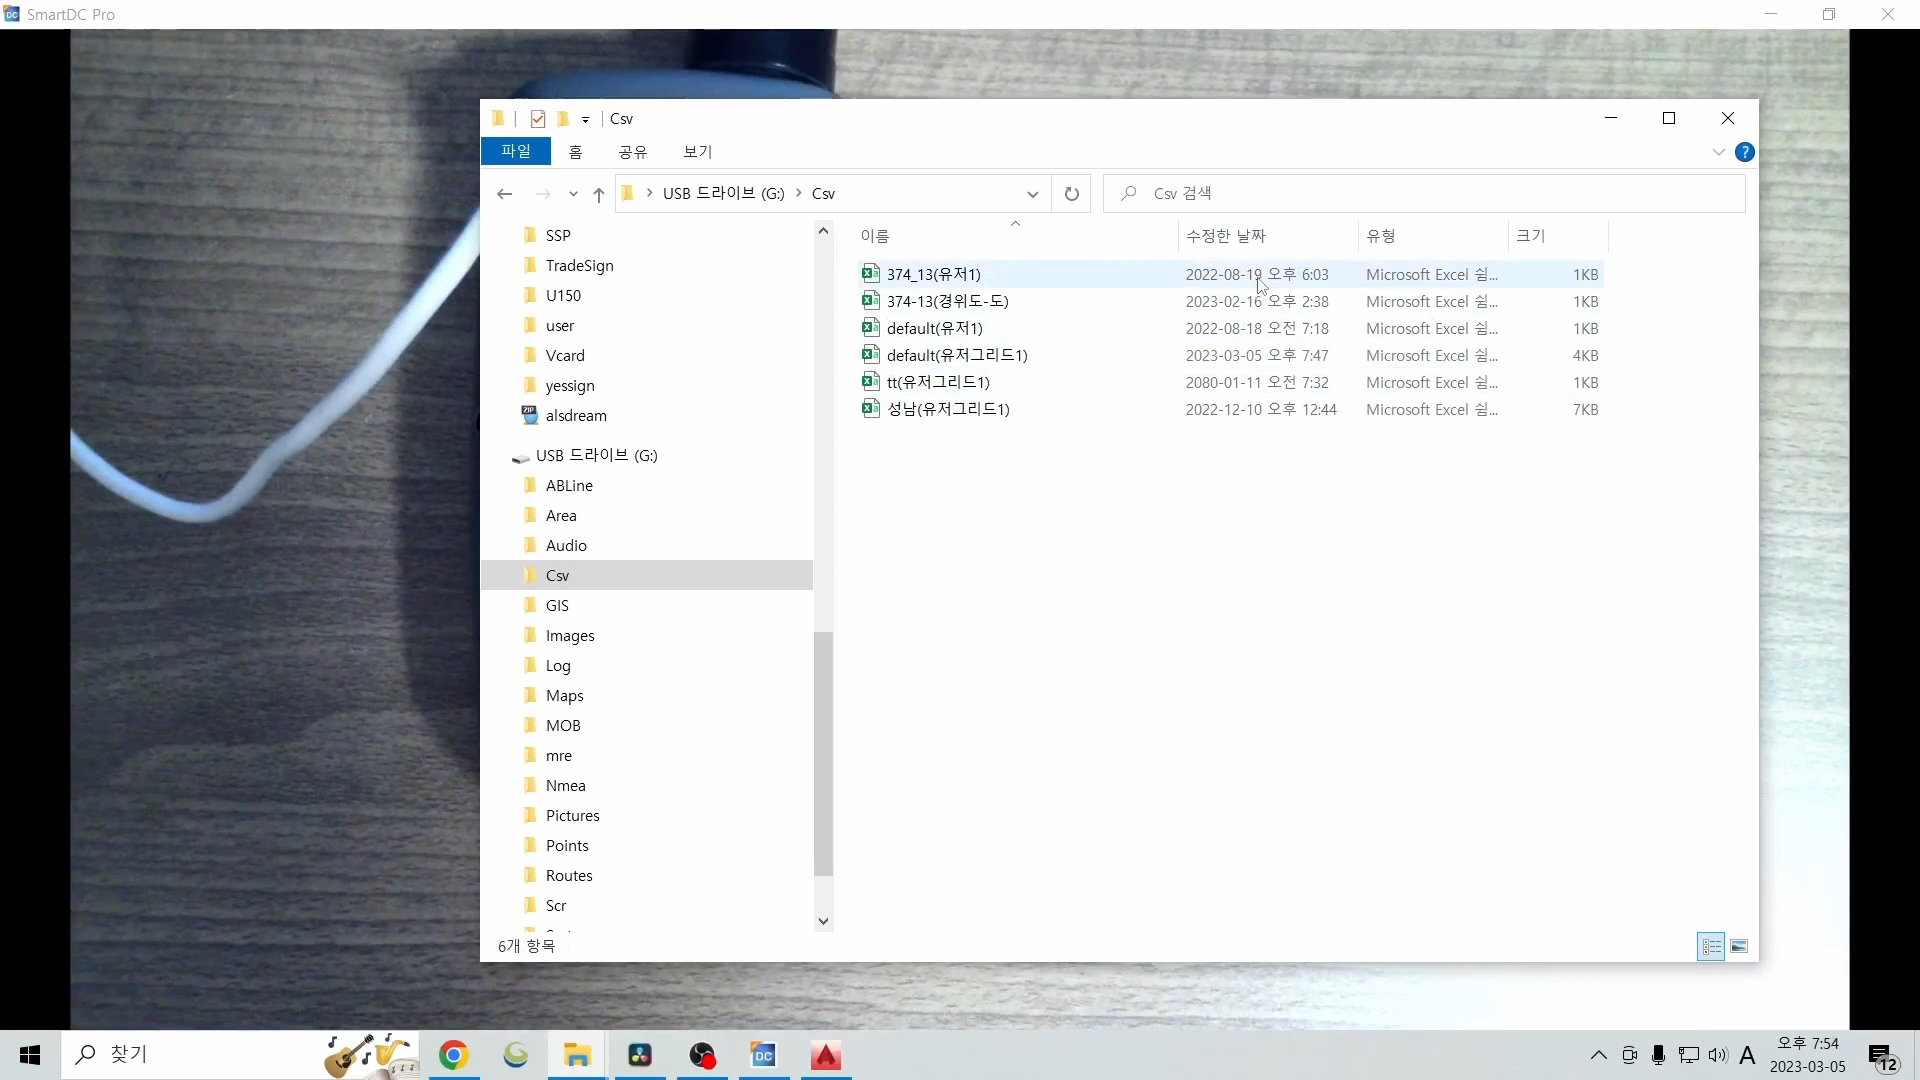 SmartDC Pro
Csv
파일 홈 공유 보기
USB 드라이브 (G:) Csv
Csv 검색
SSP
TradeSign
U150
user
Vcard
yessign
alsdream
USB 드라이브 (G:)
ABLine
Area
Audio
Csv
GIS
Images
Log
Maps
MOB
mre
Nmea
Pictures
Points
Routes
Scr
이름 수정한 날짜 유형 크기
374_13(유저1) 2022-08-19 오후 6:03 Microsoft Excel 쉼... 1KB
374-13(경위도-도) 2023-02-16 오후 2:38 Microsoft Excel 쉼... 1KB
default(유저1) 2022-08-18 오전 7:18 Microsoft Excel 쉼... 1KB
default(유저그리드1) 2023-03-05 오후 7:47 Microsoft Excel 쉼... 4KB
tt(유저그리드1) 2080-01-11 오전 7:32 Microsoft Excel 쉼... 1KB
성남(유저그리드1) 2022-12-10 오후 12:44 Microsoft Excel 쉼... 7KB
6개 항목
찾기
DC
A
오후 7:54
2023-03-05
12